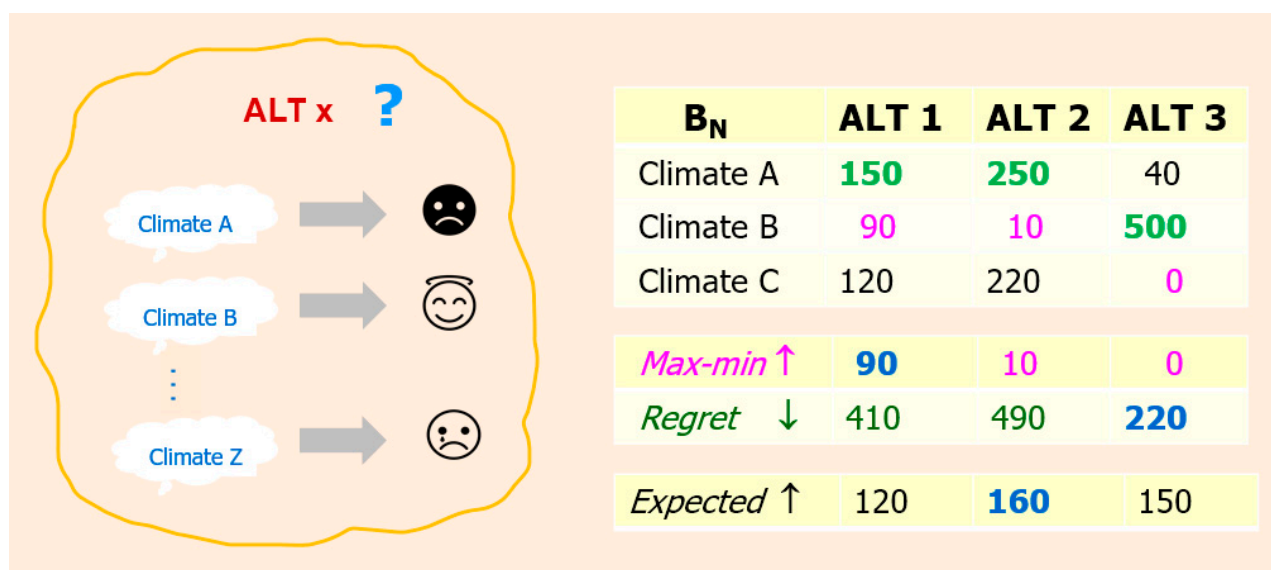 ALT x ?
Climate A
Climate B
...
Climate Z
B_N ALT 1 ALT 2 ALT 3
Climate A 150 250 40
Climate B 90 10 500
Climate C 120 220 0
Max-min ↑ 90 10 0
Regret ↓ 410 490 220
Expected ↑ 120 160 150